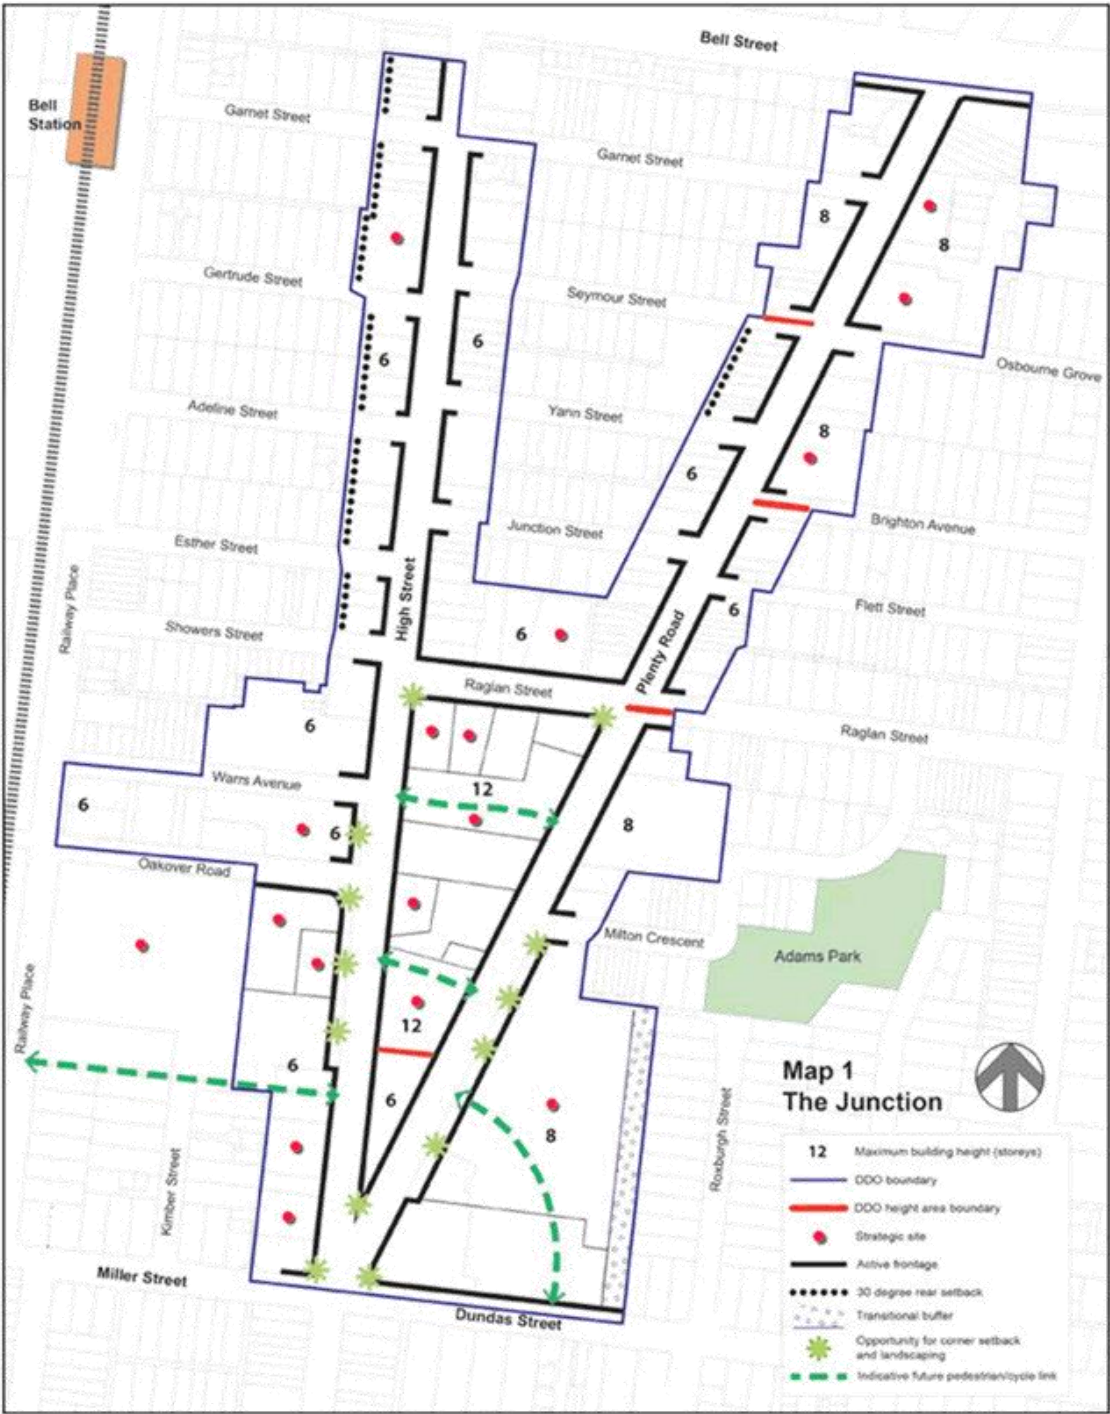 Bell Street
Bell
Station
Garnet Street
Garnet Street
8
8
Gertrude Street
Seymour Street
6
6
Osbourne Grove
Adeline Street
Yann Street
8
6
Junction Street
Brighton Avenue
Esther Street
High Street
Railway Place
Flett Street
6
Showers Street
6
Plenty Road
Raglan Street
6
Raglan Street
Warrs Avenue
12
6
6
8
Oakover Road
Milton Crescent
Adams Park
Railway Place
12
6
6
8
Map 1
The Junction
Roxburgh Street
Kimber Street
12 Maximum building height (storeys)
DDO boundary
DDO height area boundary
Strategic site
Active frontage
30 degree rear setback
Transitional buffer
Opportunity for corner setback
and landscaping
Indicative future pedestrian/cycle link
Miller Street
Dundas Street